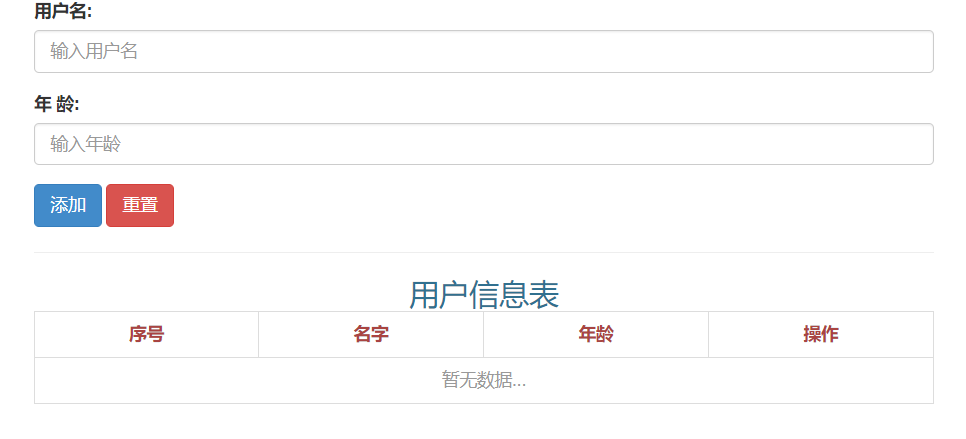 用户名:
输入用户名
年 龄:
输入年龄
添加 重置
用户信息表
序号 名字 年龄 操作
暂无数据...